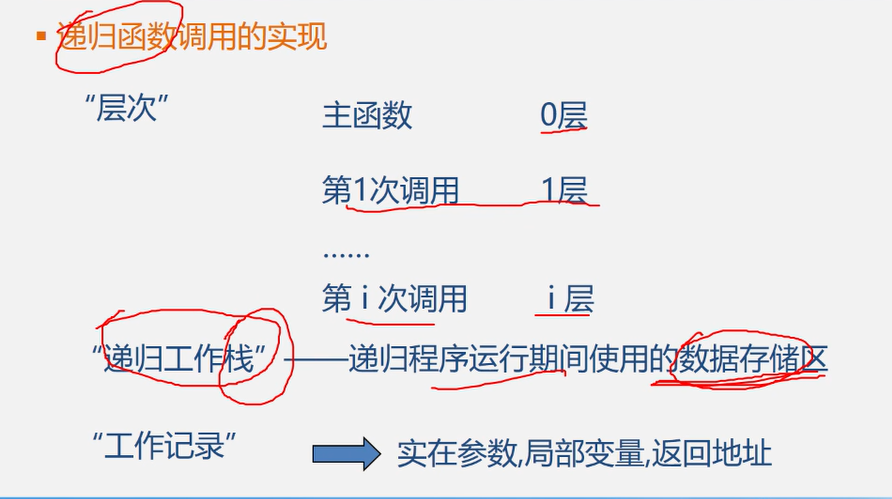 ▪ 递归函数调用的实现
“层次”
主函数 0层
第1次调用 1层
······
第 i 次调用 i 层
“递归工作栈”——递归程序运行期间使用的数据存储区
“工作记录” 实在参数,局部变量,返回地址